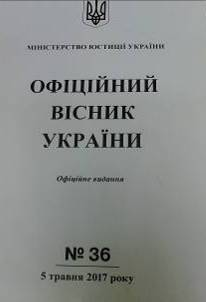 МІНІСТЕРСТВО ЮСТИЦІЇ УКРАЇНИ
ОФІЦІЙНИЙ
ВІСНИК
УКРАЇНИ
Офіційне видання
№ 36
5 травня 2017 року